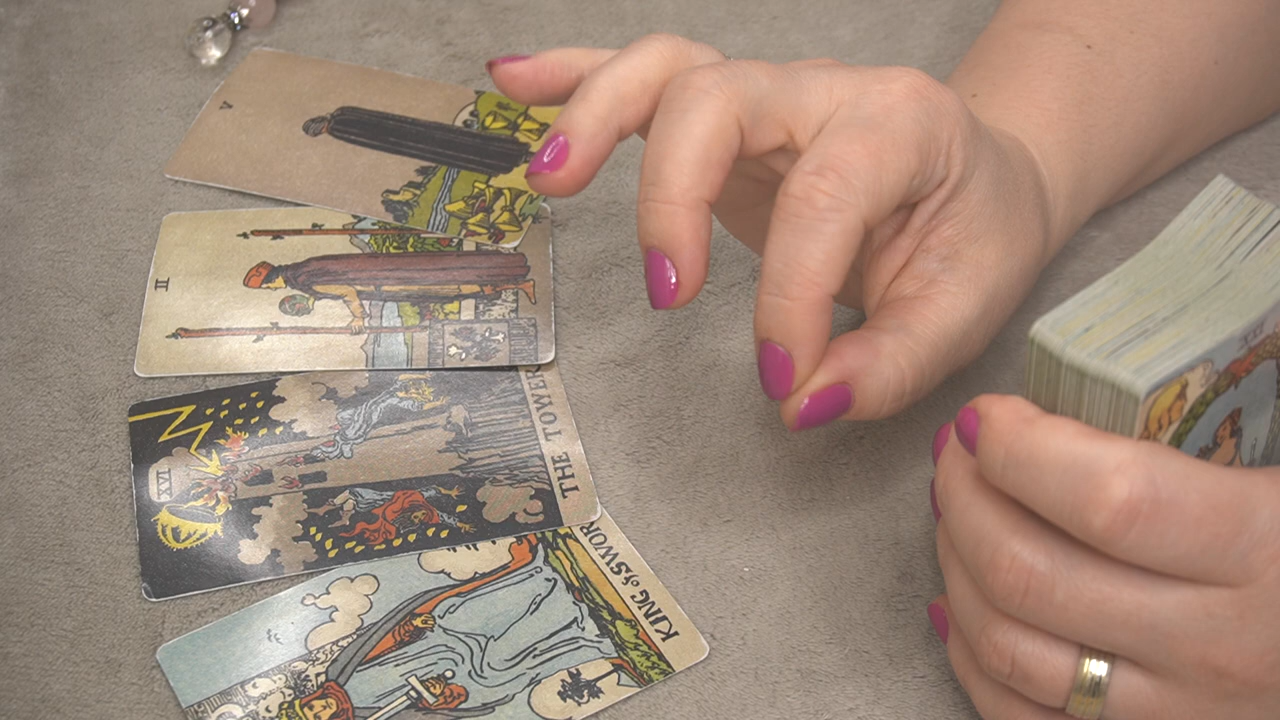 V
II
XVI
THE TOWER
KING of SWOR